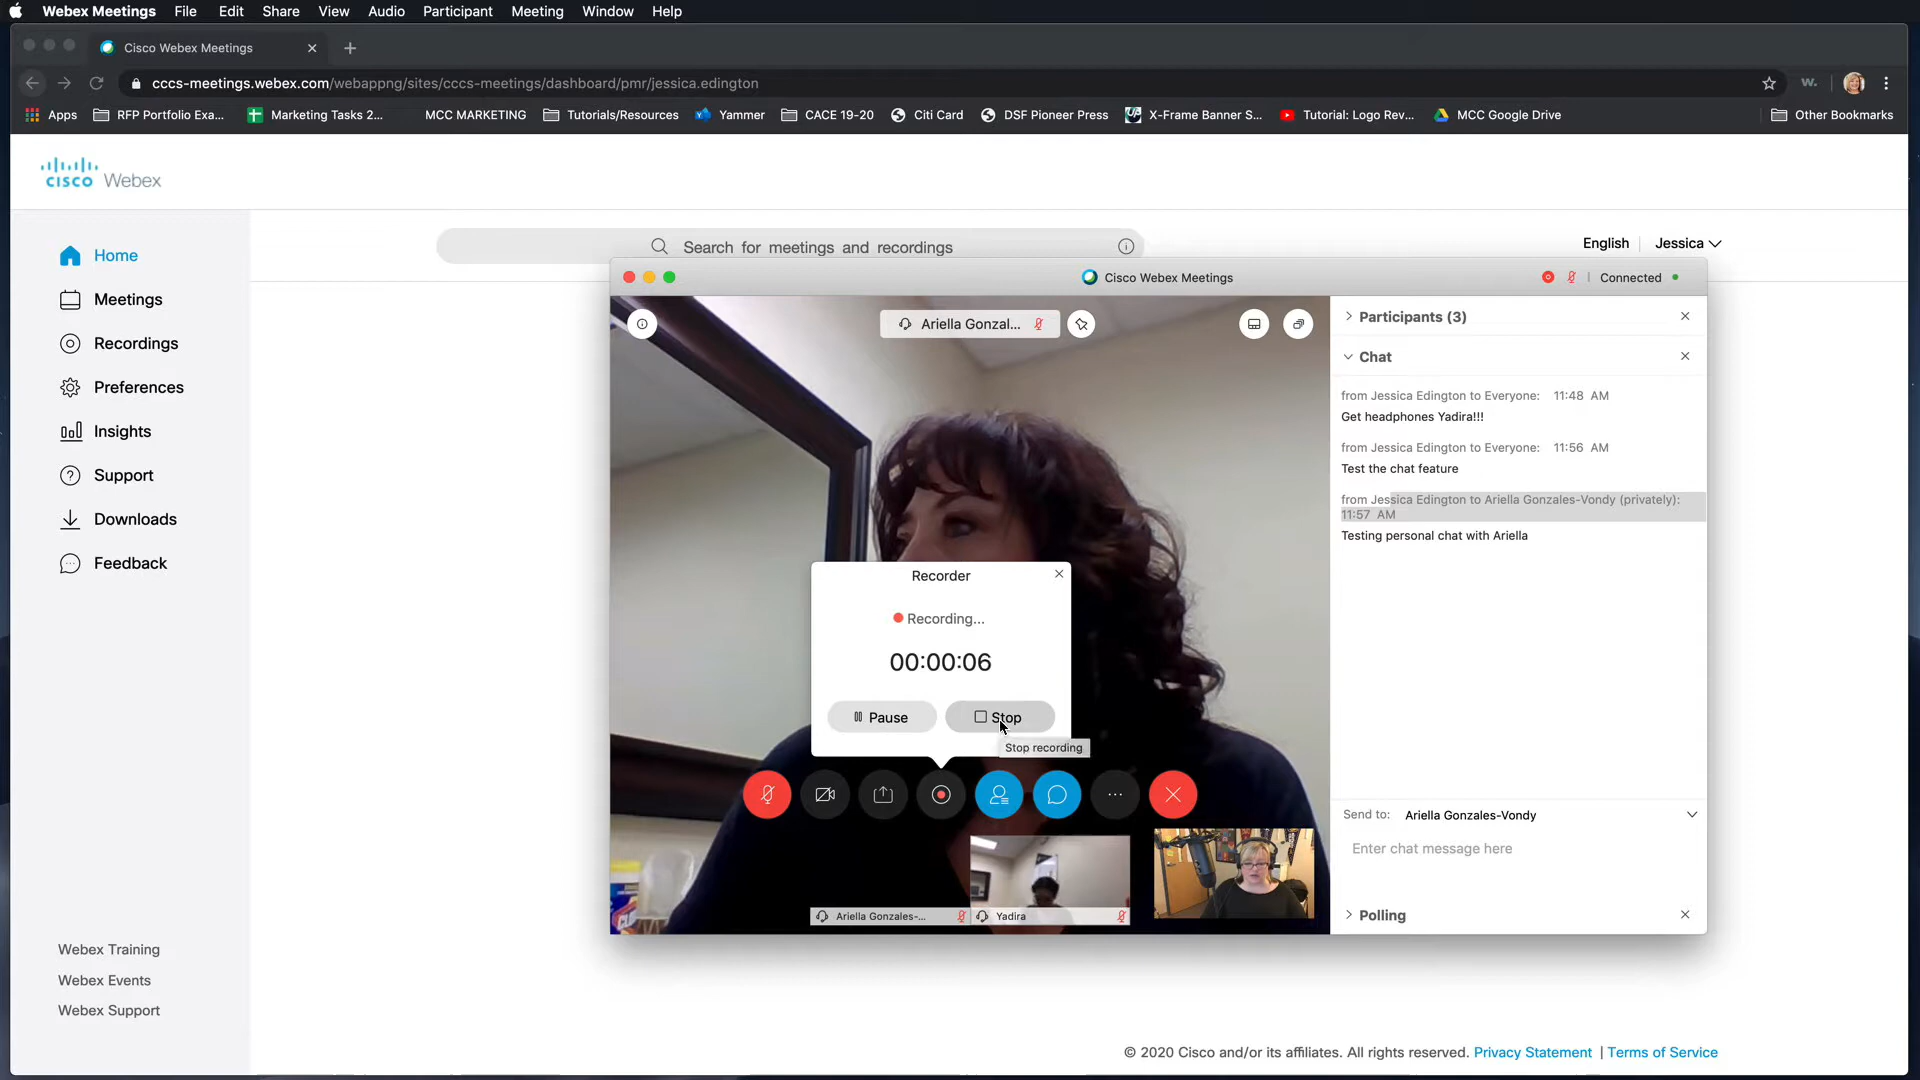 Webex Meetings File Edit Share View Audio Participant Meeting Window Help
Cisco Webex Meetings
cccs-meetings.webex.com/webappng/sites/cccs-meetings/dashboard/pmr/jessica.edington
W.
Apps RFP Portfolio Exa... Marketing Tasks 2... MCC MARKETING Tutorials/Resources Yammer CACE 19-20 Citi Card DSF Pioneer Press X-Frame Banner S... Tutorial: Logo Rev... MCC Google Drive Other Bookmarks
cisco Webex
Search for meetings and recordings
English Jessica
Home
Meetings
Recordings
Preferences
Insights
Support
Downloads
Feedback
Webex Training
Webex Events
Webex Support
Cisco Webex Meetings
Connected
Ariella Gonzal...
Recorder
Recording...
00:00:06
Pause Stop
Stop recording
Ariella Gonzales-... Yadira
Participants (3)
Chat
from Jessica Edington to Everyone: 11:48 AM
Get headphones Yadira!!!
from Jessica Edington to Everyone: 11:56 AM
Test the chat feature
from Jessica Edington to Ariella Gonzales-Vondy (privately):
11:57 AM
Testing personal chat with Ariella
Send to: Ariella Gonzales-Vondy
Enter chat message here
Polling
© 2020 Cisco and/or its affiliates. All rights reserved. Privacy Statement | Terms of Service